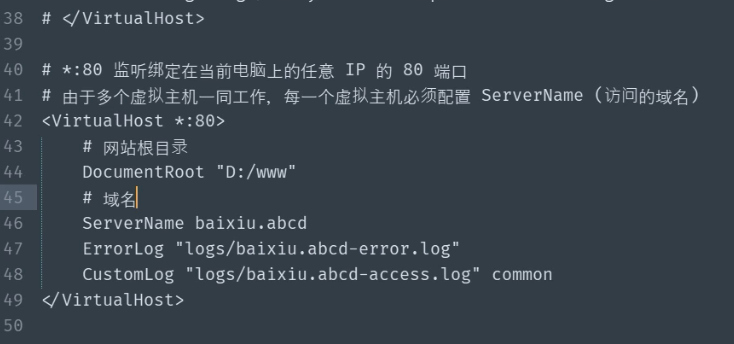 38 # </VirtualHost>
39
40 # *:80 监听绑定在当前电脑上的任意 IP 的 80 端口
41 # 由于多个虚拟主机一同工作，每一个虚拟主机必须配置 ServerName (访问的域名)
42 <VirtualHost *:80>
43 # 网站根目录
44 DocumentRoot "D:/www"
45 # 域名
46 ServerName baixiu.abcd
47 ErrorLog "logs/baixiu.abcd-error.log"
48 CustomLog "logs/baixiu.abcd-access.log" common
49 </VirtualHost>
50